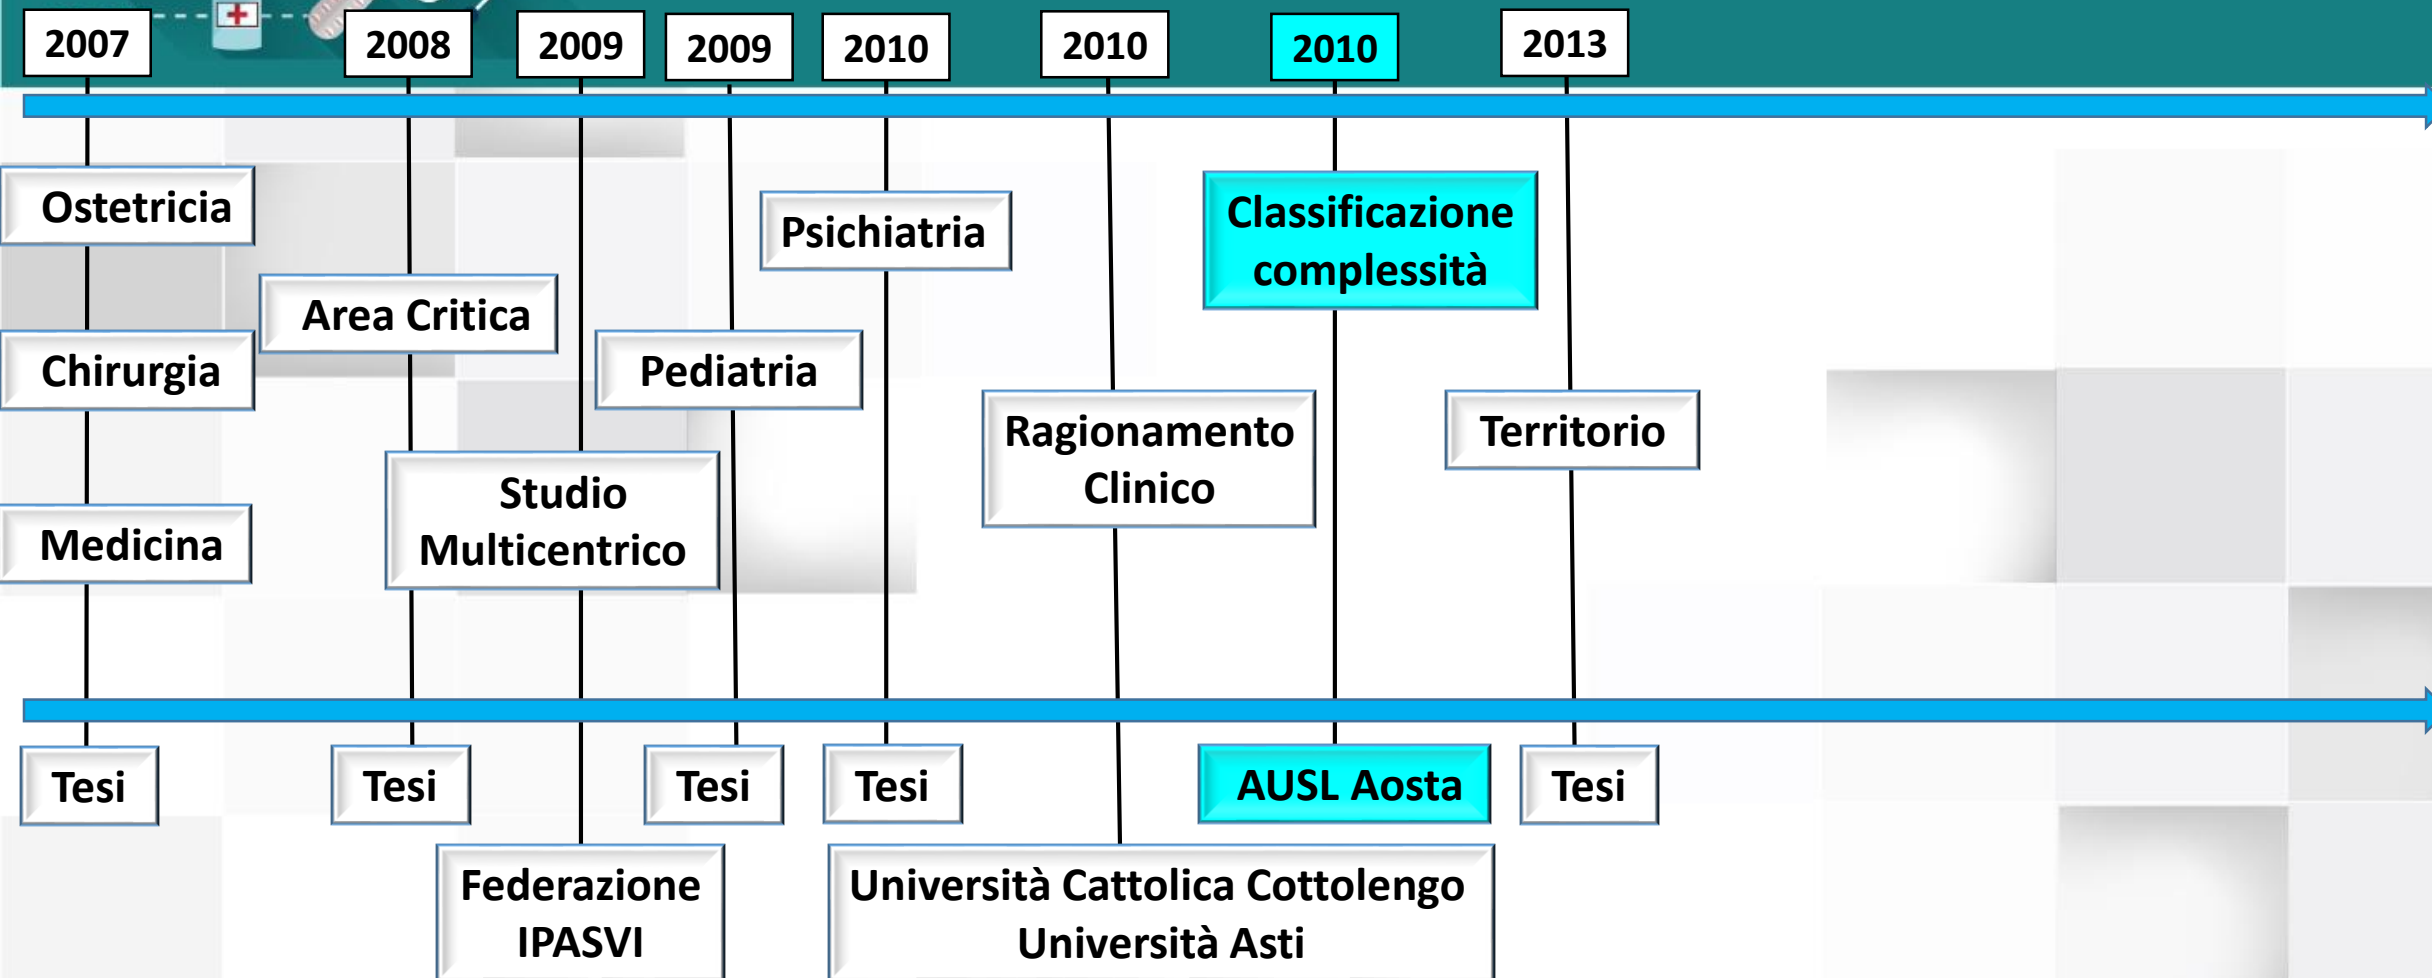 2007
2008
2009
2009
2010
2010
2010
2013
Ostetricia
Chirurgia
Medicina
Area Critica
Studio
Multicentrico
Pediatria
Psichiatria
Ragionamento
Clinico
Classificazione
complessità
Territorio
Tesi
Tesi
Tesi
Tesi
AUSL Aosta
Tesi
Federazione
IPASVI
Università Cattolica Cottolengo
Università Asti